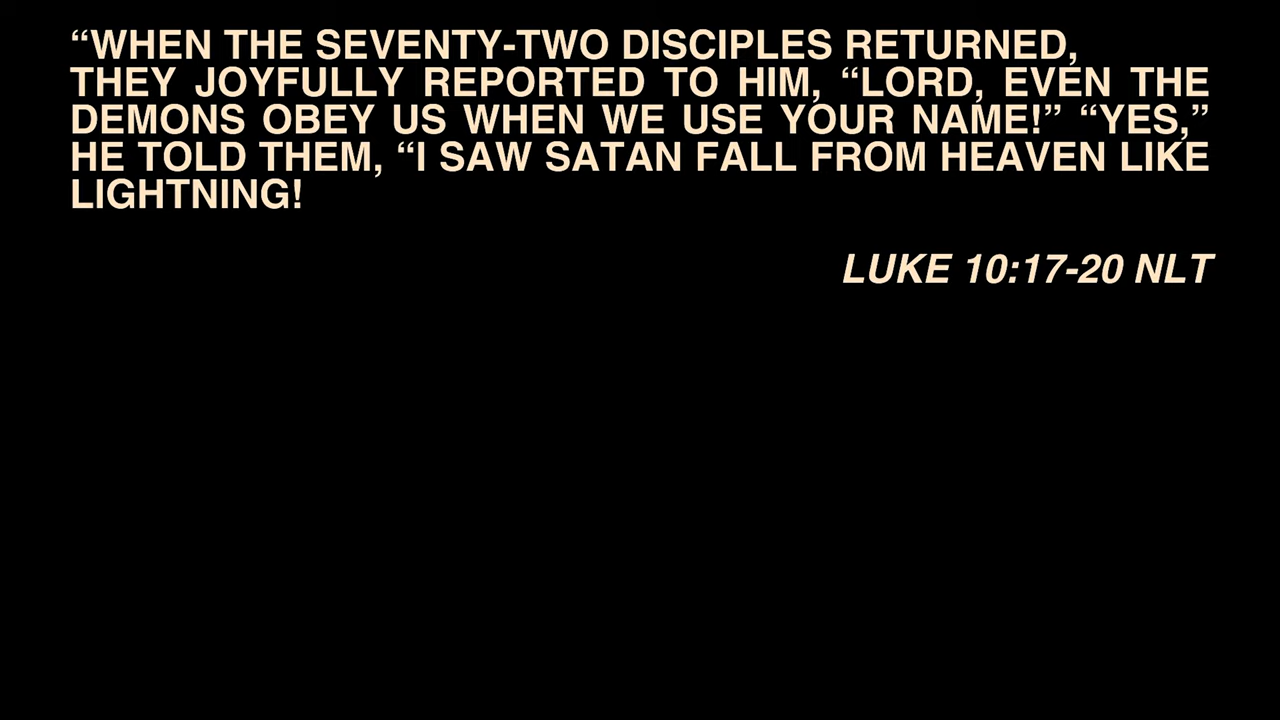 “WHEN THE SEVENTY-TWO DISCIPLES RETURNED,
THEY JOYFULLY REPORTED TO HIM, “LORD, EVEN THE
DEMONS OBEY US WHEN WE USE YOUR NAME!” “YES,”
HE TOLD THEM, “I SAW SATAN FALL FROM HEAVEN LIKE
LIGHTNING!
LUKE 10:17-20 NLT